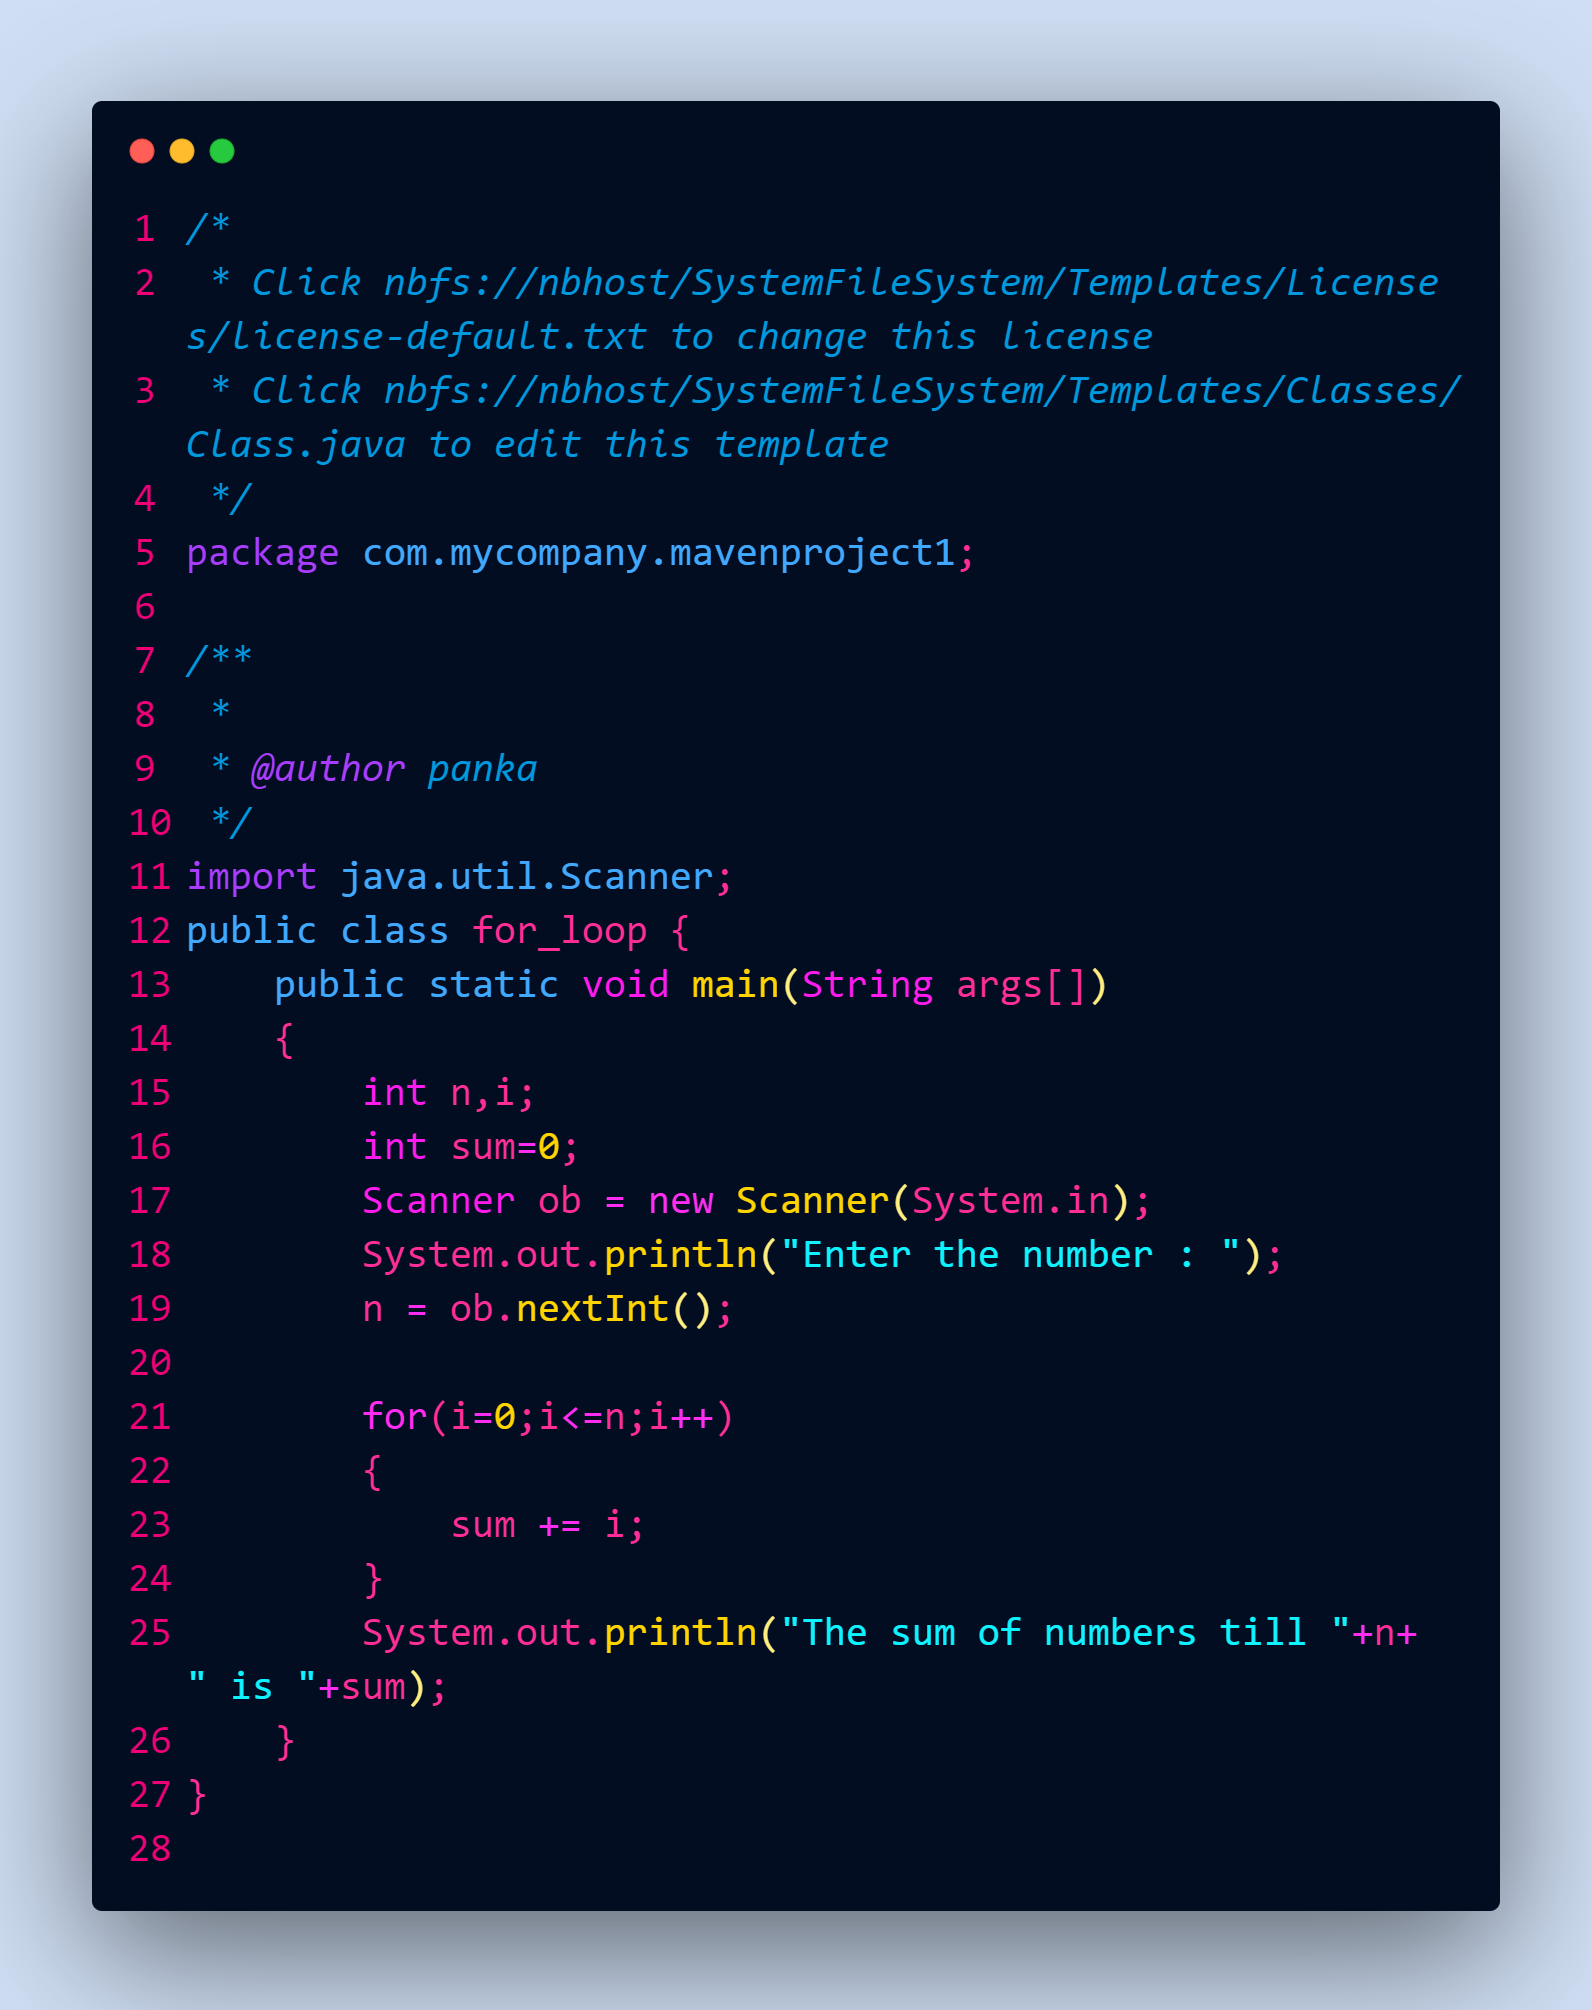 1 /*
2  * Click nbfs://nbhost/SystemFileSystem/Templates/License
s/license-default.txt to change this license
3  * Click nbfs://nbhost/SystemFileSystem/Templates/Classes/
Class.java to edit this template
4  */
5 package com.mycompany.mavenproject1;
6
7 /**
8  *
9  * @author panka
10  */
11 import java.util.Scanner;
12 public class for_loop {
13     public static void main(String args[])
14     {
15         int n,i;
16         int sum=0;
17         Scanner ob = new Scanner(System.in);
18         System.out.println("Enter the number : ");
19         n = ob.nextInt();
20
21         for(i=0;i<=n;i++)
22         {
23             sum += i;
24         }
25         System.out.println("The sum of numbers till "+n+
" is "+sum);
26     }
27 }
28